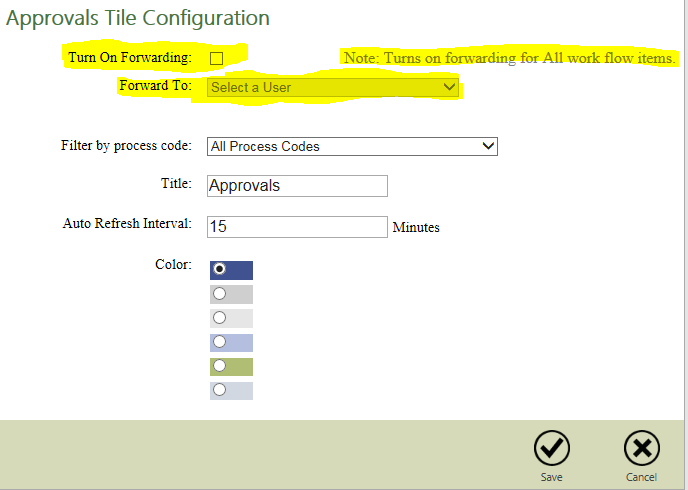 Approvals Tile Configuration
Turn On Forwarding: Note: Turns on forwarding for All work flow items.
Forward To: Select a User
Filter by process code: All Process Codes
Title: Approvals
Auto Refresh Interval: 15 Minutes
Color:
Save Cancel